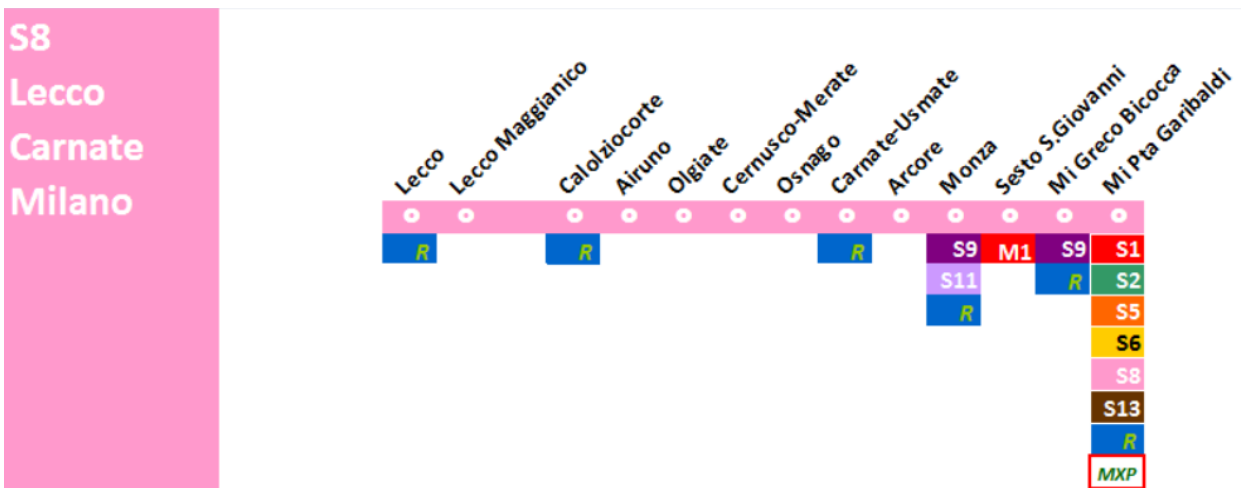 S8
Lecco
Carnate
Milano
Lecco
Lecco Maggianico
Calolziocorte
Airuno
Olgiate
Cernusco-Merate
Osnago
Carnate-Usmate
Arcore
Monza
Sesto S.Giovanni
Mi Greco Bicocca
Mi Pta Garibaldi
R R R S9 M1 S9 S1
S11 R S2
R S5
S6
S8
S13
R
MXP